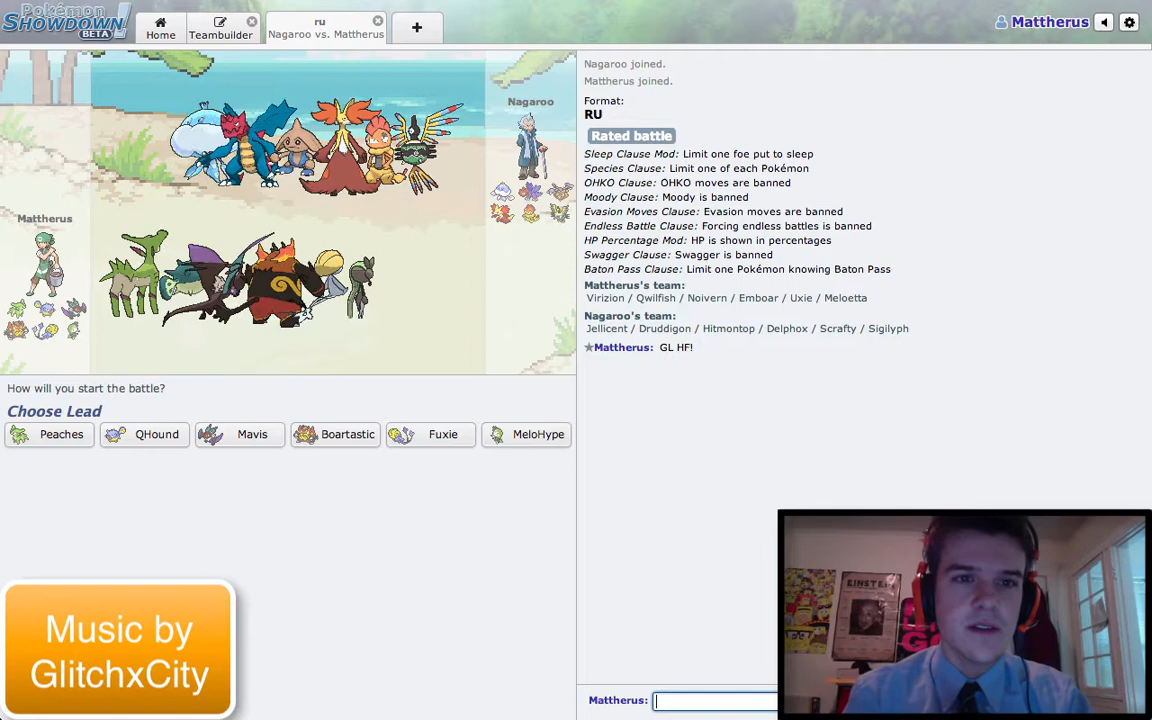 Pokémon
SHOWDOWN!
BETA
Home
Teambuilder
ru
Nagaroo vs. Mattherus
Mattherus
Nagaroo
Mattherus
Nagaroo joined.
Mattherus joined.
Format:
RU
Rated battle
Sleep Clause Mod: Limit one foe put to sleep
Species Clause: Limit one of each Pokémon
OHKO Clause: OHKO moves are banned
Moody Clause: Moody is banned
Evasion Moves Clause: Evasion moves are banned
Endless Battle Clause: Forcing endless battles is banned
HP Percentage Mod: HP is shown in percentages
Swagger Clause: Swagger is banned
Baton Pass Clause: Limit one Pokémon knowing Baton Pass
Mattherus's team:
Virizion / Qwilfish / Noivern / Emboar / Uxie / Meloetta
Nagaroo's team:
Jellicent / Druddigon / Hitmontop / Delphox / Scrafty / Sigilyph
★Mattherus: GL HF!
How will you start the battle?
Choose Lead
Peaches
QHound
Mavis
Boartastic
Fuxie
MeloHype
Mattherus:
EINSTEIN
Music by
GlitchxCity